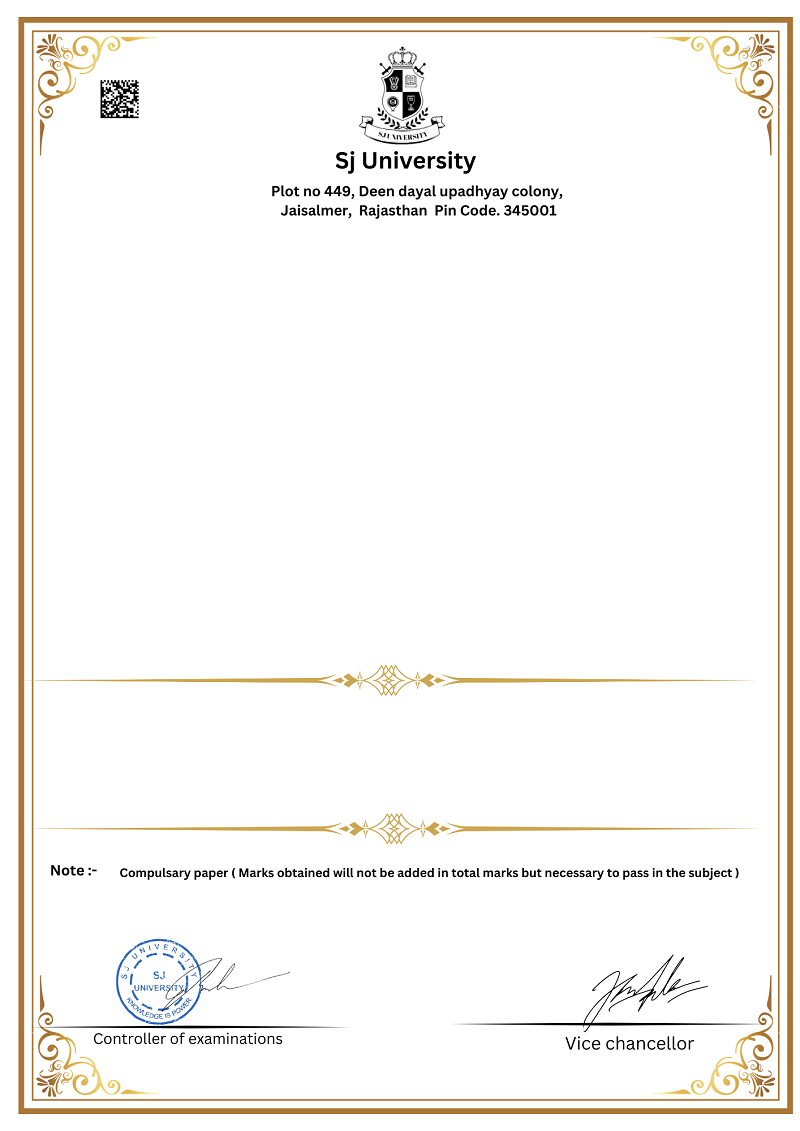 SJ UNIVERSITY
Sj University
Plot no 449, Deen dayal upadhyay colony,
Jaisalmer, Rajasthan Pin Code. 345001
Note :- Compulsary paper ( Marks obtained will not be added in total marks but necessary to pass in the subject )
SJ UNIVERSITY
SJ
UNIVERSITY
KNOWLEDGE IS POWER
Controller of examinations
Vice chancellor